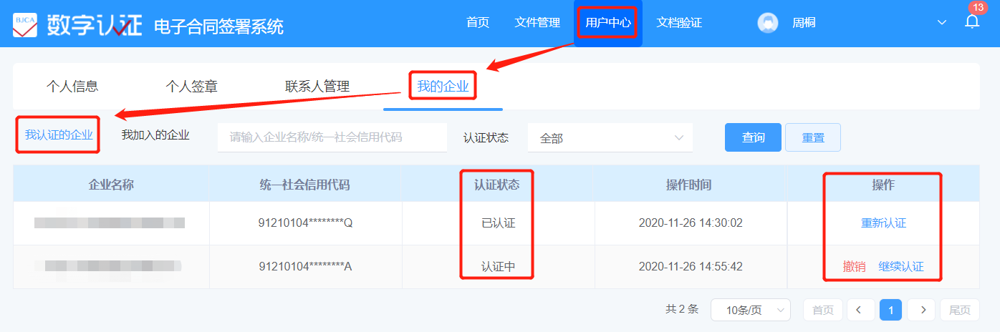 BJCA 数字认证 电子合同签署系统 首页 文件管理 用户中心 文档验证 周桐 13
个人信息 个人签章 联系人管理 我的企业
我认证的企业 我加入的企业 请输入企业名称/统一社会信用代码 认证状态 全部 查询 重置
企业名称 统一社会信用代码 认证状态 操作时间 操作
91210104********Q 已认证 2020-11-26 14:30:02 重新认证
91210104********A 认证中 2020-11-26 14:55:42 撤销 继续认证
共 2 条 10条/页 首页 1 尾页